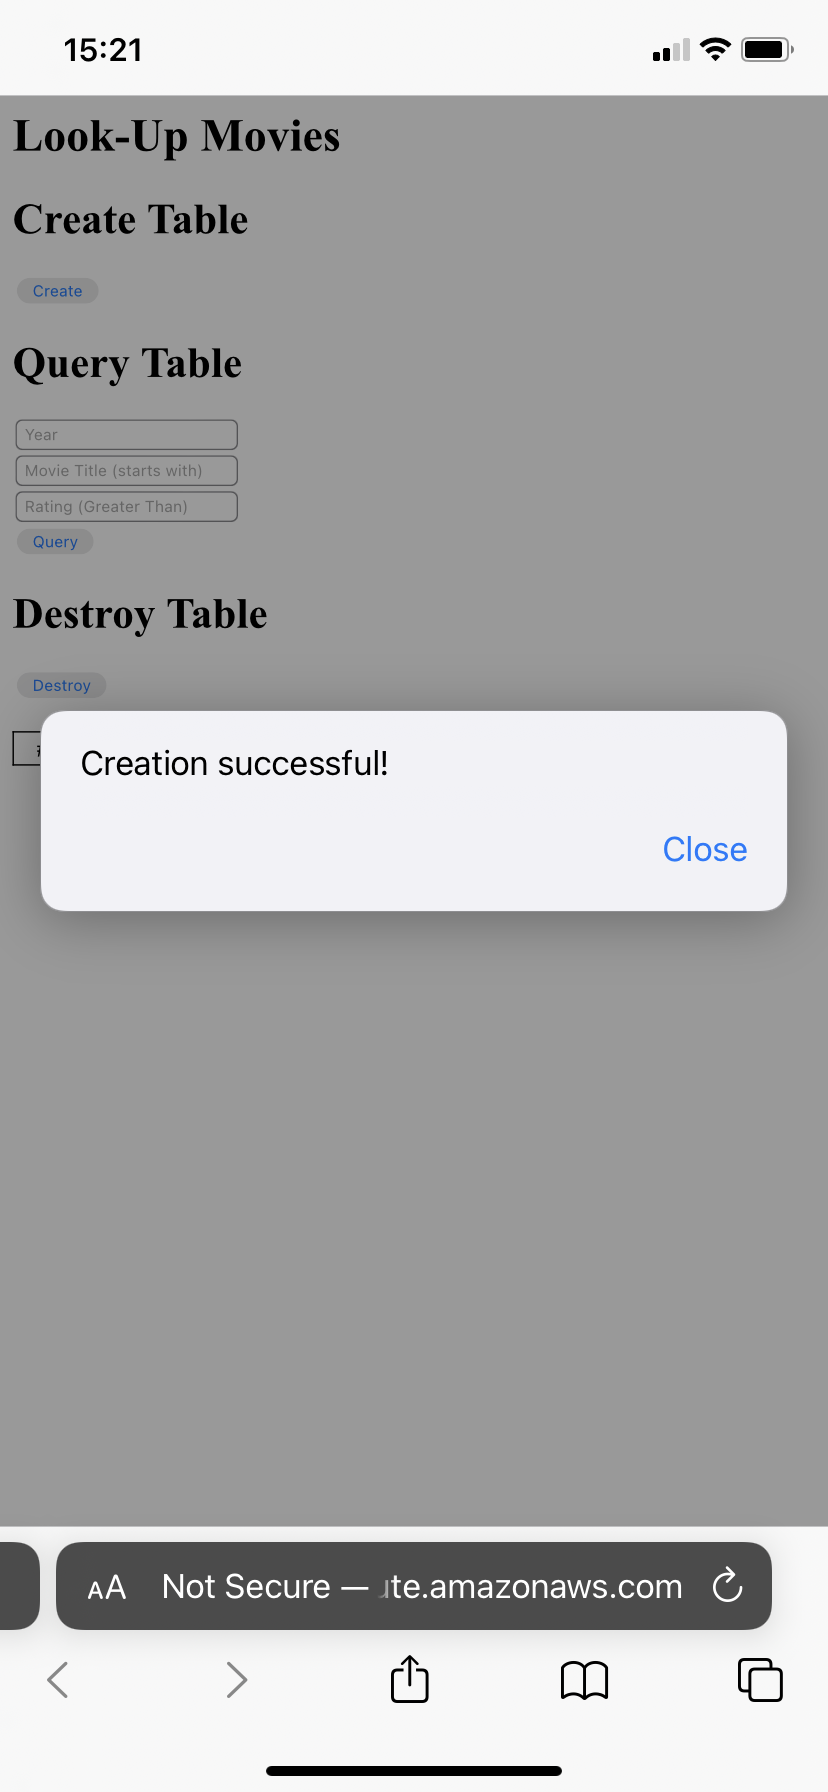 15:21
Look-Up Movies
Create Table
Create
Query Table
Year
Movie Title (starts with)
Rating (Greater Than)
Query
Destroy Table
Destroy
Creation successful!
Close
AA Not Secure — te.amazonaws.com